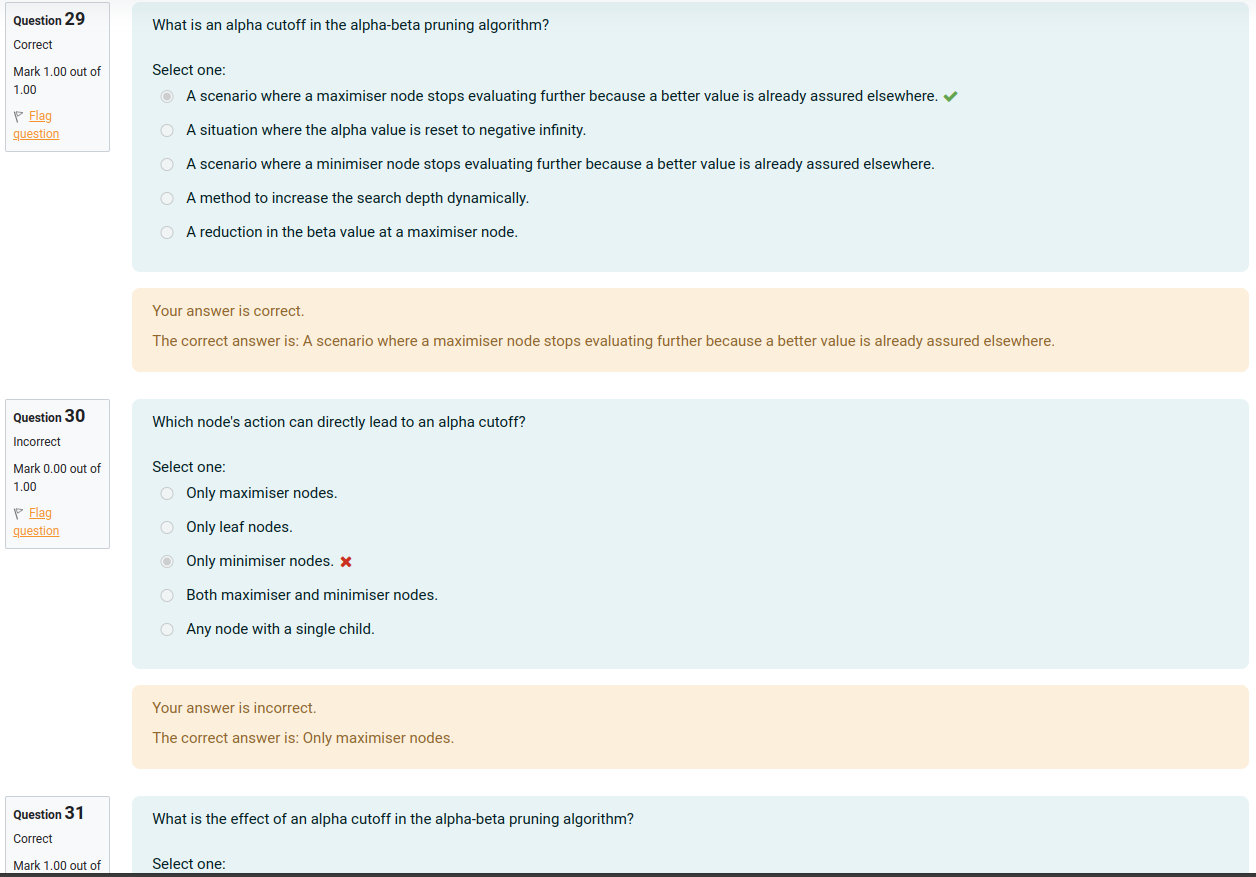 Question 29
Correct
Mark 1.00 out of
1.00
Flag
question
What is an alpha cutoff in the alpha-beta pruning algorithm?
Select one:
A scenario where a maximiser node stops evaluating further because a better value is already assured elsewhere.
A situation where the alpha value is reset to negative infinity.
A scenario where a minimiser node stops evaluating further because a better value is already assured elsewhere.
A method to increase the search depth dynamically.
A reduction in the beta value at a maximiser node.
Your answer is correct.
The correct answer is: A scenario where a maximiser node stops evaluating further because a better value is already assured elsewhere.
Question 30
Incorrect
Mark 0.00 out of
1.00
Flag
question
Which node's action can directly lead to an alpha cutoff?
Select one:
Only maximiser nodes.
Only leaf nodes.
Only minimiser nodes.
Both maximiser and minimiser nodes.
Any node with a single child.
Your answer is incorrect.
The correct answer is: Only maximiser nodes.
Question 31
Correct
Mark 1.00 out of
What is the effect of an alpha cutoff in the alpha-beta pruning algorithm?
Select one: